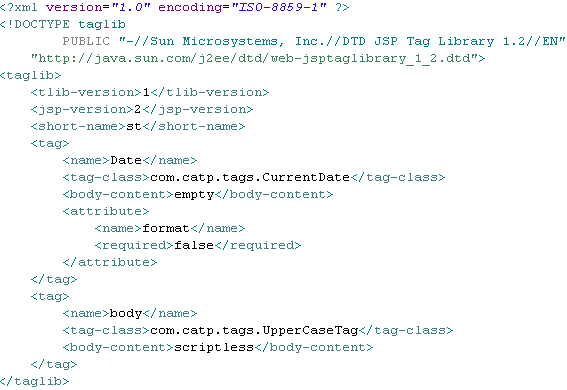 <?xml version="1.0" encoding="ISO-8859-1" ?>
<!DOCTYPE taglib
PUBLIC "-//Sun Microsystems, Inc.//DTD JSP Tag Library 1.2//EN"
"http://java.sun.com/j2ee/dtd/web-jsptaglibrary_1_2.dtd">
<taglib>
<tlib-version>1</tlib-version>
<jsp-version>2</jsp-version>
<short-name>st</short-name>
<tag>
<name>Date</name>
<tag-class>com.catp.tags.CurrentDate</tag-class>
<body-content>empty</body-content>
<attribute>
<name>format</name>
<required>false</required>
</attribute>
</tag>
<tag>
<name>body</name>
<tag-class>com.catp.tags.UpperCaseTag</tag-class>
<body-content>scriptless</body-content>
</tag>
</taglib>